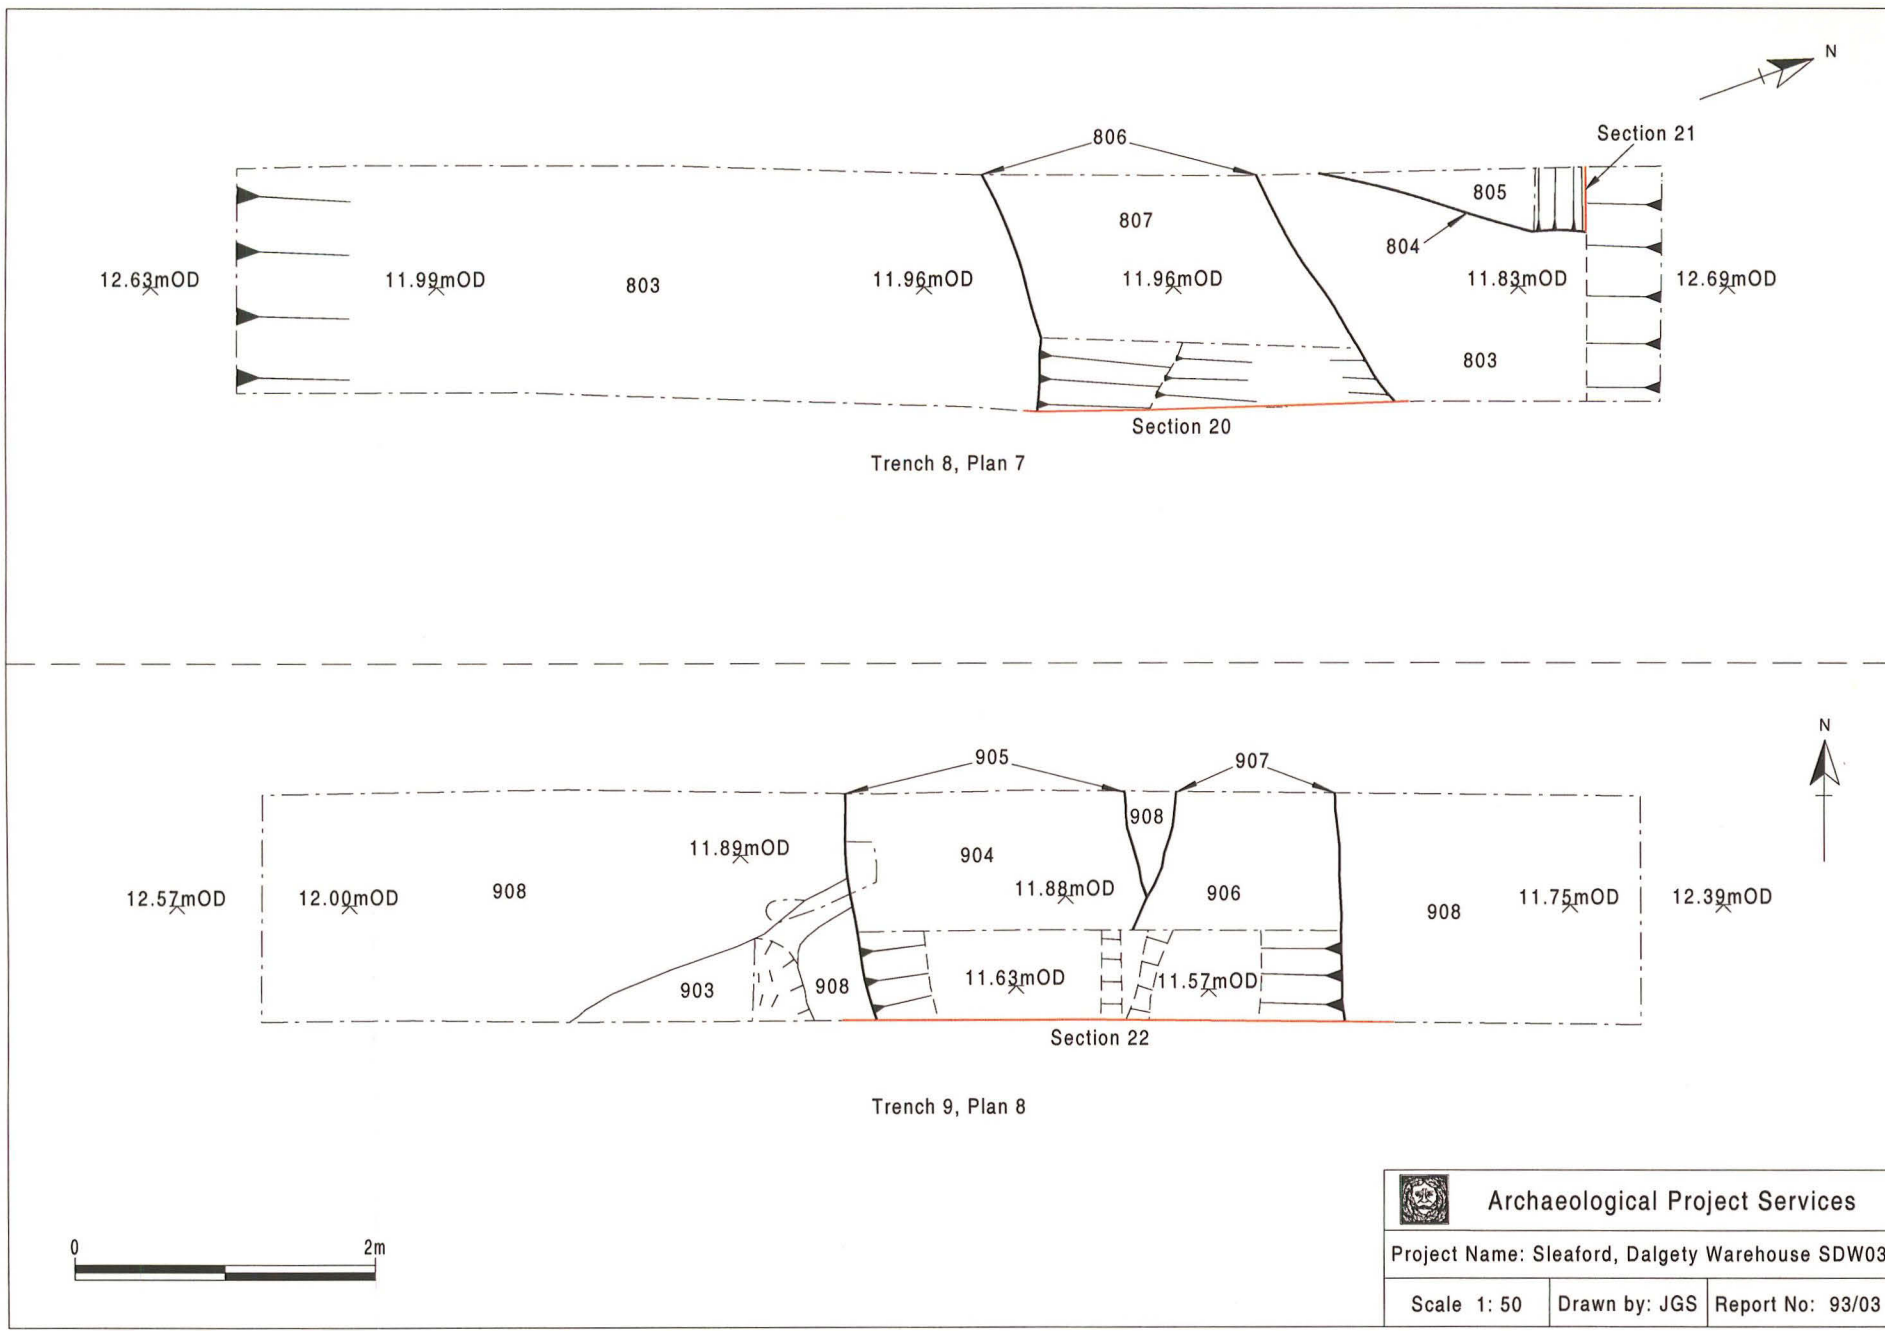 N
Section 21
806
805
807
804
12.63mOD
11.99mOD
803
11.96mOD
11.96mOD
11.83mOD
12.69mOD
803
Section 20
Trench 8, Plan 7
N
905
907
908
11.89mOD
904
12.57mOD
12.00mOD
908
11.88mOD
906
908
11.75mOD
12.39mOD
903
908
11.63mOD
11.57mOD
Section 22
Trench 9, Plan 8
0 2m
Archaeological Project Services
Project Name: Sleaford, Dalgety Warehouse SDW03
Scale 1: 50
Drawn by: JGS
Report No: 93/03